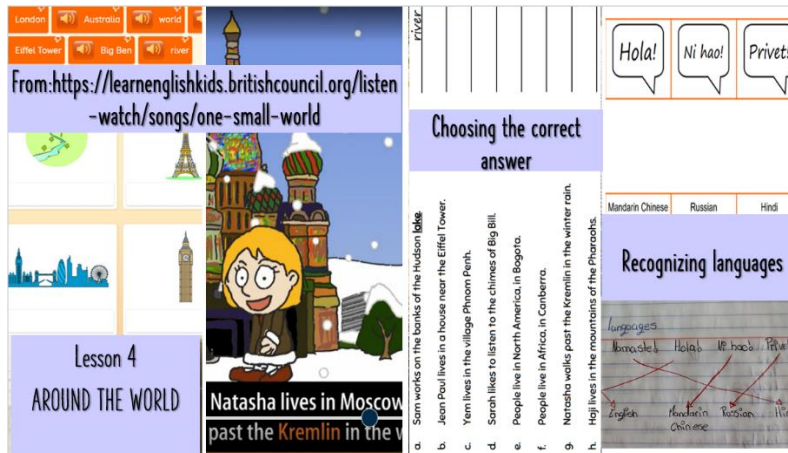 London
Australia
world
Eiffel Tower
Big Ben
river
From:https://learnenglishkids.britishcouncil.org/listen
-watch/songs/one-small-world
Lesson 4
AROUND THE WORLD
Natasha lives in Moscow
past the Kremlin in the w
river
Choosing the correct
answer
a. Sam works on the banks of the Hudson lake.
b. Jean Paul lives in a house near the Eiffel Tower.
c. Yem lives in the village Phnom Penh.
d. Sarah likes to listen to the chimes of Big Bill.
e. People live in North America, in Bogota.
f. People live in Africa, in Canberra.
g. Natasha walks past the Kremlin in the winter rain.
h. Haji lives in the mountains of the Pharaohs.
Hola!
Ni hao!
Privet!
Mandarin Chinese
Russian
Hindi
Recognizing languages
languages
Namaste! Hola! Ni hao! Prive
English Mandarin Russian Hi
Chinese